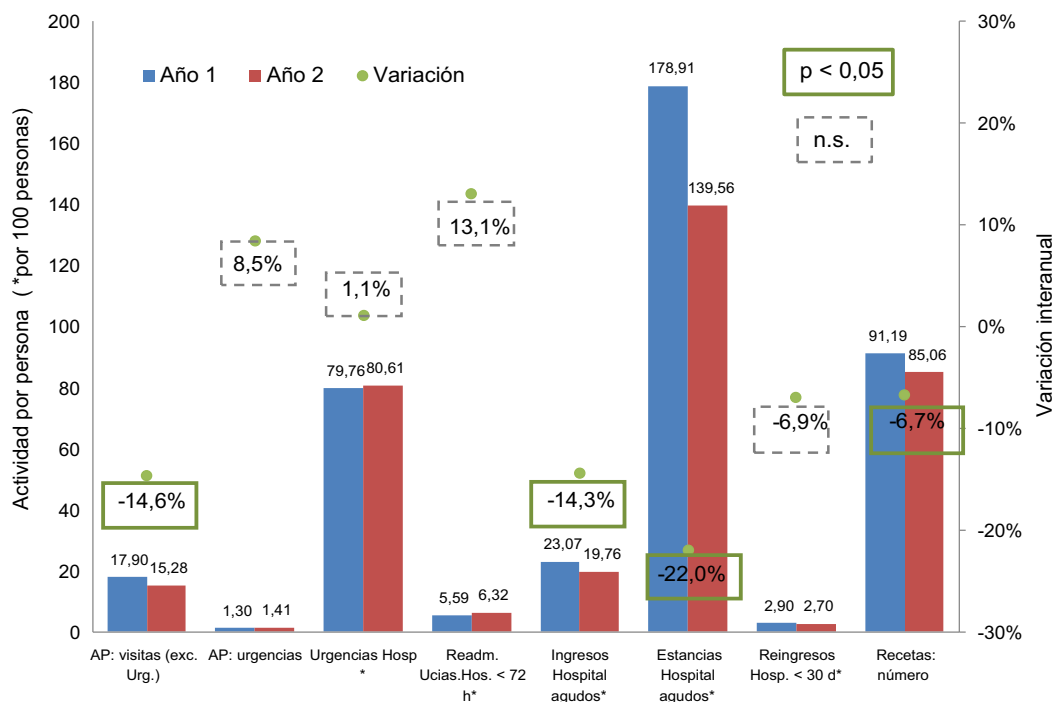 200
180
160
140
120
100
80
60
40
20
0
Actividad por persona ( *por 100 personas)
Año 1
Año 2
Variación
p < 0,05
n.s.
30%
20%
10%
0%
-10%
-20%
-30%
Variación interanual
-14,6%
17,90
15,28
8,5%
1,30
1,41
1,1%
79,76
80,61
13,1%
5,59
6,32
-14,3%
23,07
19,76
178,91
139,56
-22,0%
-6,9%
2,90
2,70
91,19
85,06
-6,7%
AP: visitas (exc.
Urg.)
AP: urgencias
Urgencias Hosp
*
Readm.
Ucias.Hos. < 72
h*
Ingresos
Hospital
agudos*
Estancias
Hospital
agudos*
Reingresos
Hosp. < 30 d*
Recetas:
número